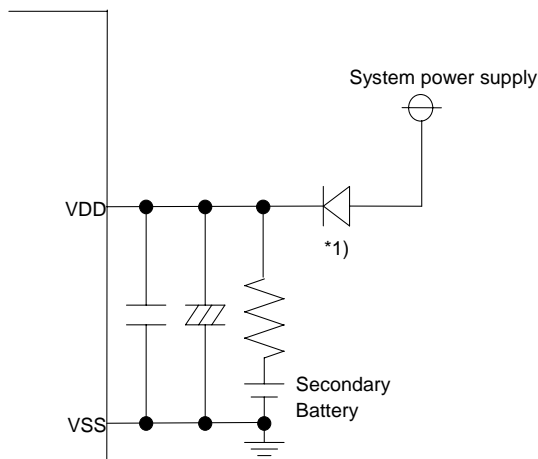 System power supply
VDD
*1)
Secondary
Battery
VSS